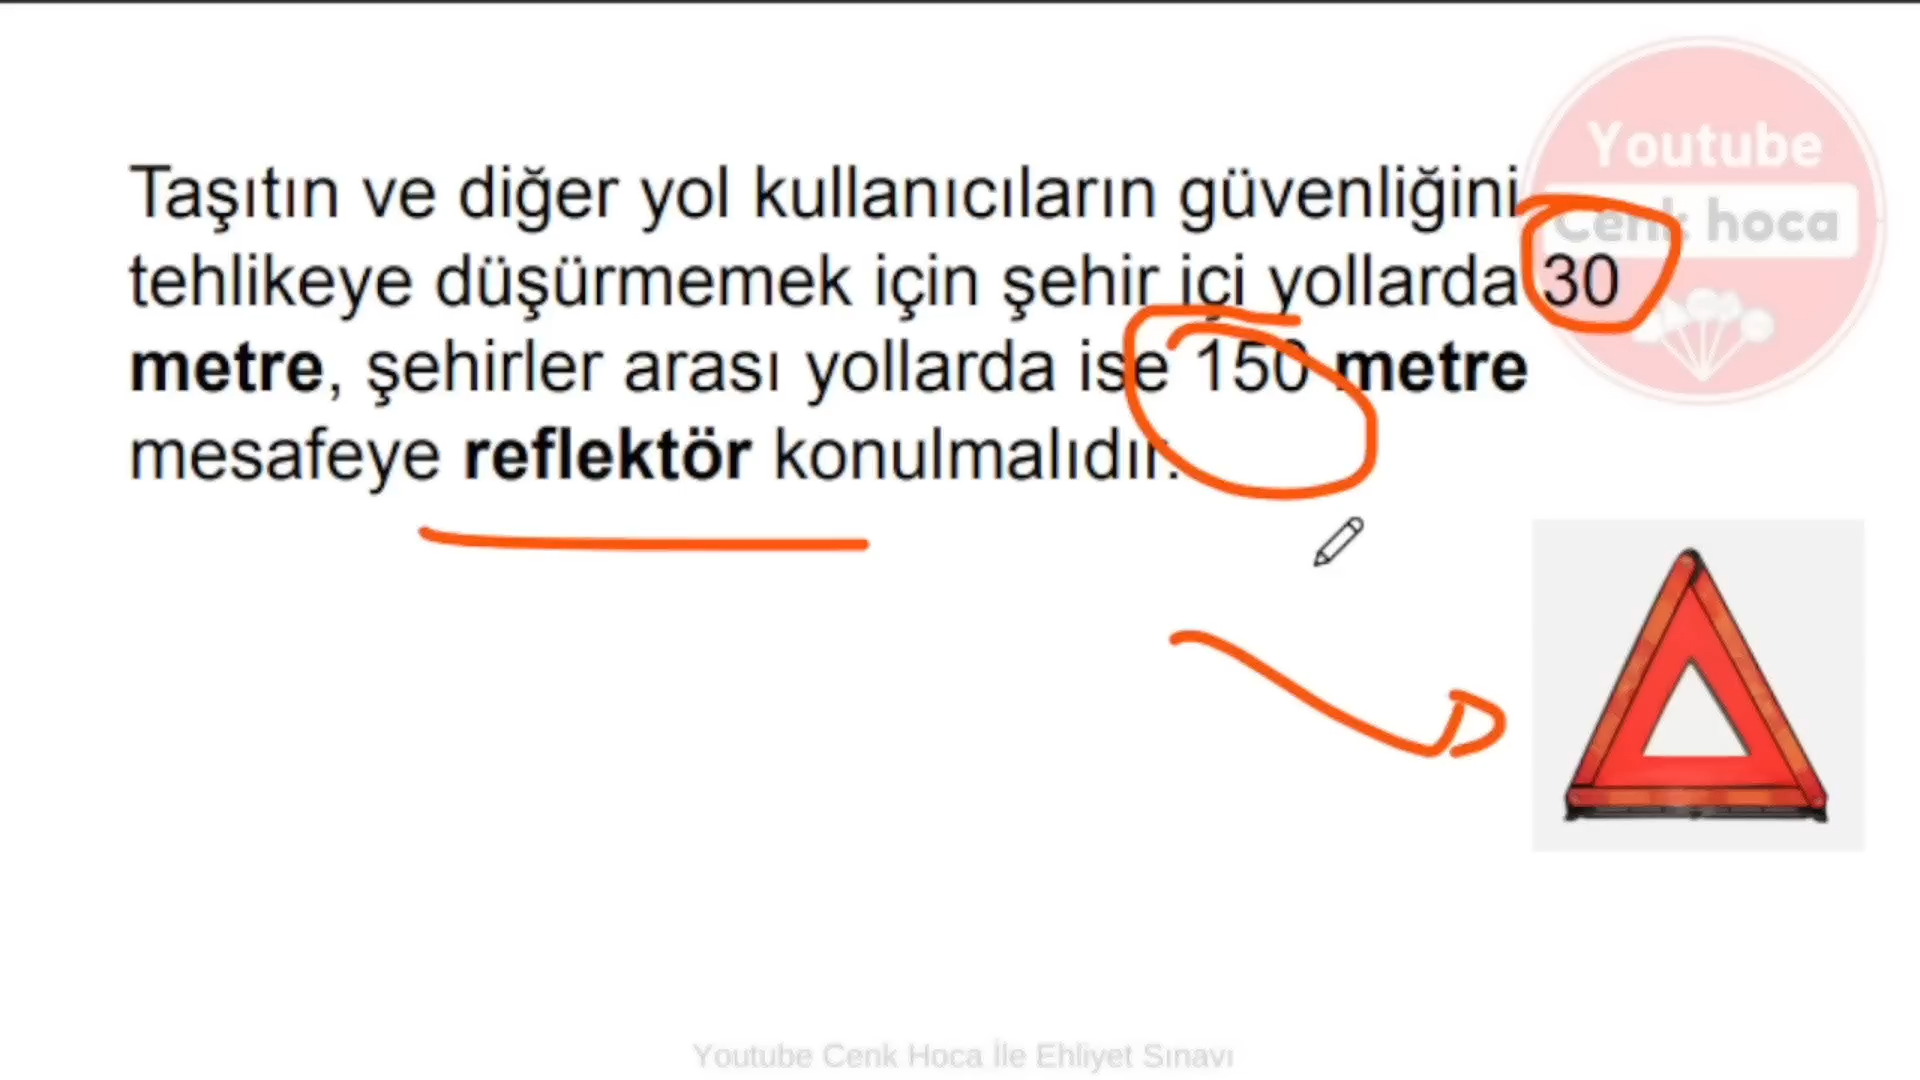 Youtube
Cenk hoca
Taşıtın ve diğer yol kullanıcıların güvenliğini
tehlikeye düşürmemek için şehir içi yollarda 30
metre, şehirler arası yollarda ise 150 metre
mesafeye reflektör konulmalıdır.
Youtube Cenk Hoca İle Ehliyet Sınavı